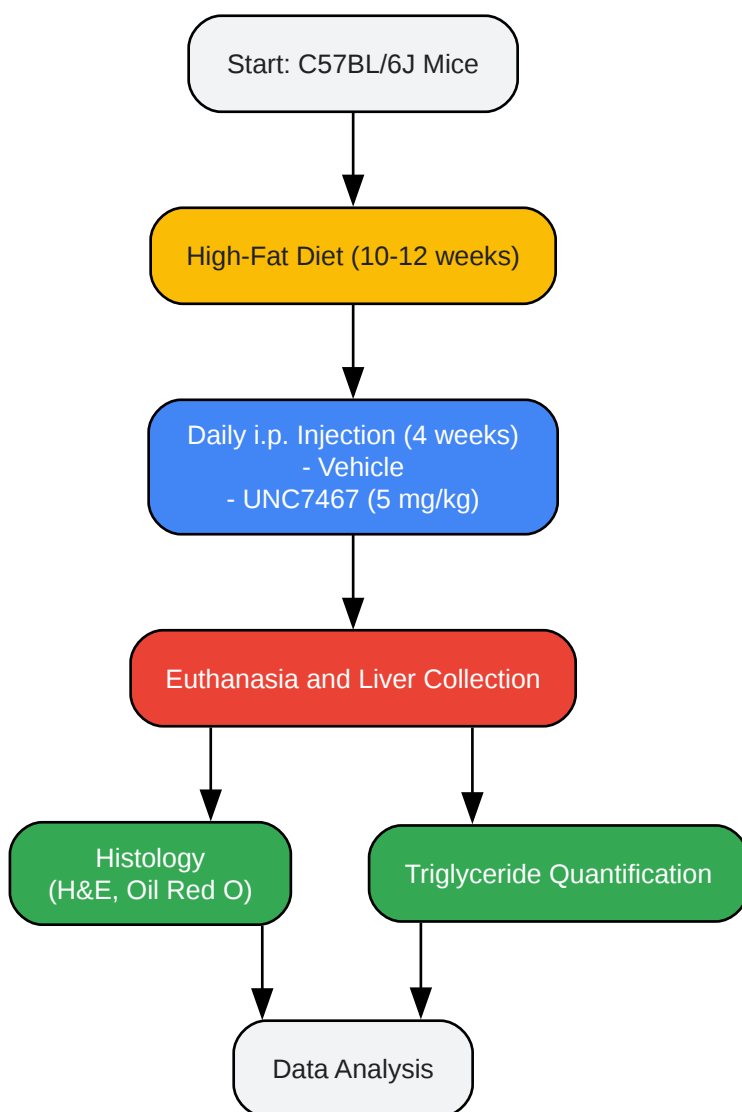 Start: C57BL/6J Mice
High-Fat Diet (10-12 weeks)
Daily i.p. Injection (4 weeks)
- Vehicle
- UNC7467 (5 mg/kg)
Euthanasia and Liver Collection
Histology
(H&E, Oil Red O)
Triglyceride Quantification
Data Analysis